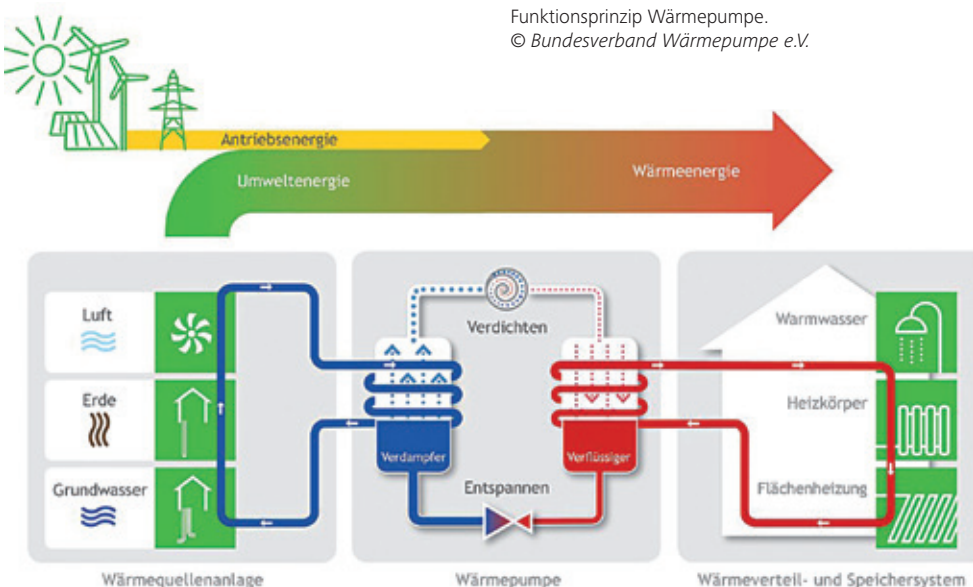 Funktionsprinzip Wärmepumpe.
© Bundesverband Wärmepumpe e.V.
Antriebsenergie
Umweltenergie
Wärmeenergie
Luft
Erde
Grundwasser
Verdichten
Verdampfer
Verflüssiger
Entspannen
Warmwasser
Heizkörper
Flächenheizung
Wärmequellenanlage
Wärmepumpe
Wärmeverteil- und Speichersystem